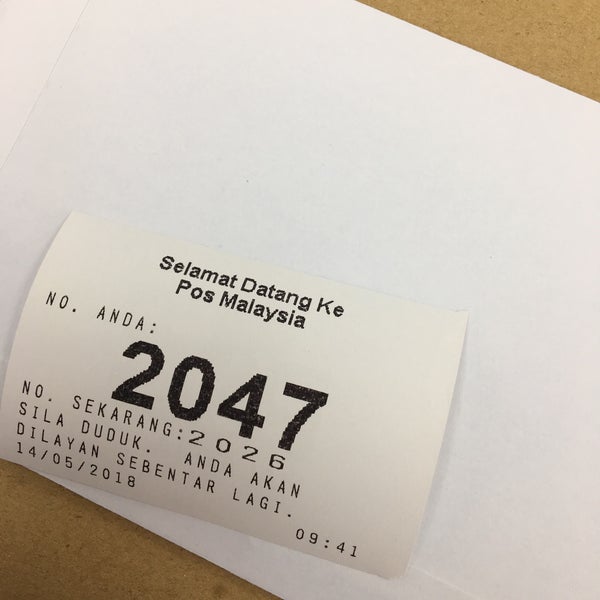 Selamat Datang Ke
Pos Malaysia
NO. ANDA:
2047
NO. SEKARANG:2026
SILA DUDUK. ANDA AKAN
DILAYAN SEBENTAR LAGI.
14/05/2018
09:41